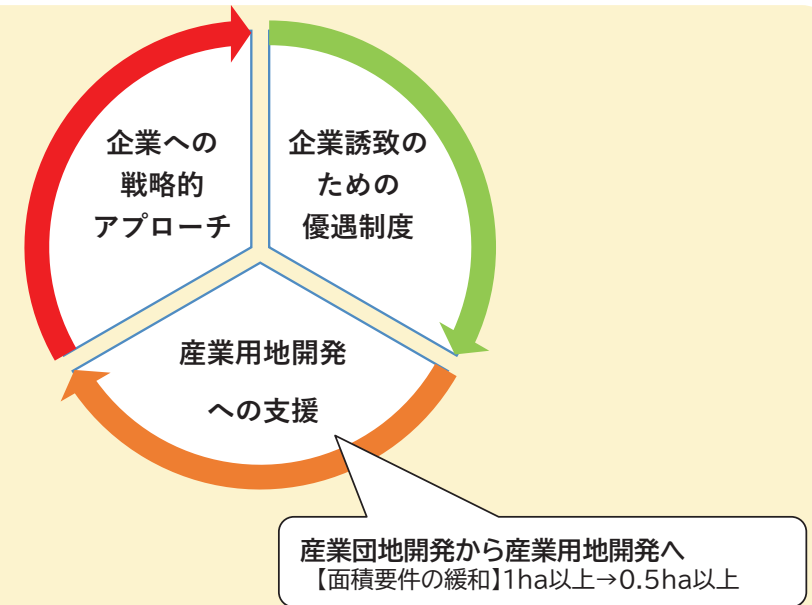 企業への
戦略的
アプローチ
企業誘致の
ための
優遇制度
産業用地開発
への支援
産業団地開発から産業用地開発へ
【面積要件の緩和】1ha以上→0.5ha以上